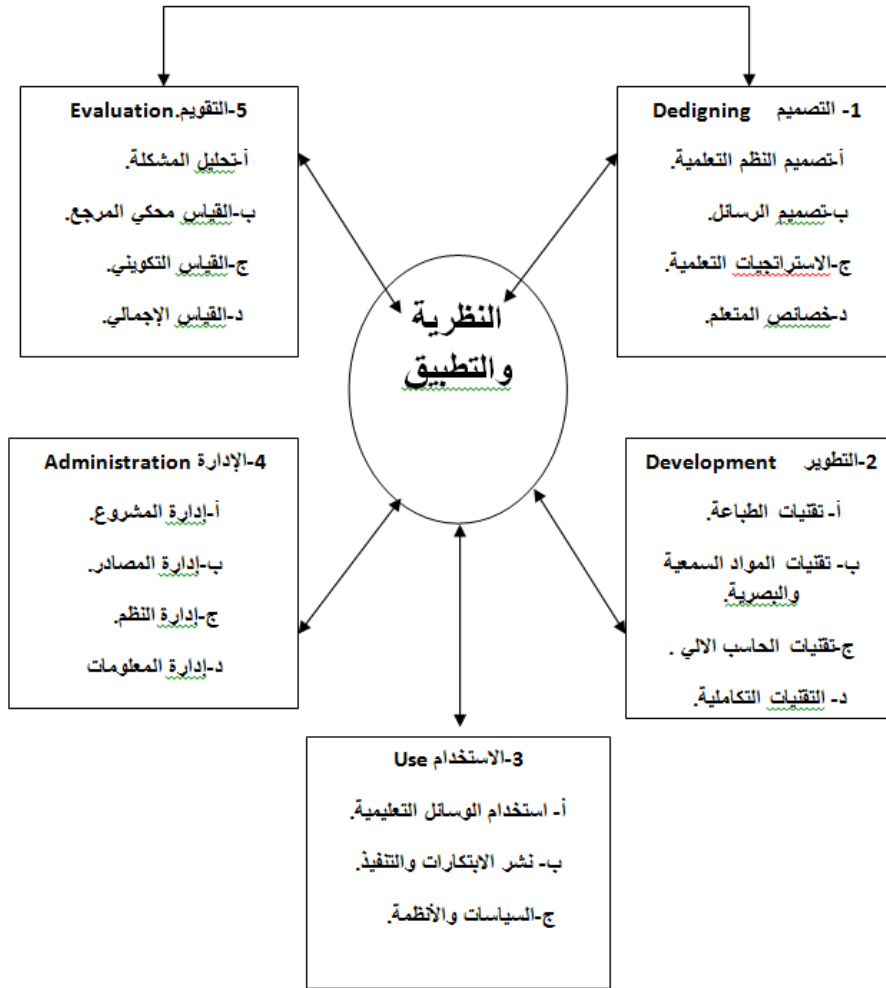 1- التصميم Dedigning
أ-تصميم النظم التعلمية.
ب-تصميم الرسائل.
ج-الاستراتجيات التعلمية.
د-خصائص المتعلم.
5-التقويم.Evaluation
أ-تحليل المشكلة.
ب-القياس محكي المرجع.
ج-القياس التكويني.
د-القياس الإجمالي.
النظرية
والتطبيق
2-التطوير Development
أ- تقنيات الطباعة.
ب- تقنيات المواد السمعية
والبصرية.
ج-تقنيات الحاسب الالي .
د- التقنيات التكاملية.
4-الإدارة Administration
أ-إدارة المشروع.
ب-إدارة المصادر.
ج-إدارة النظم.
د-إدارة المعلومات
3-الاستخدام Use
أ- استخدام الوسائل التعليمية.
ب- نشر الابتكارات والتنفيذ.
ج-السياسات والأنظمة.